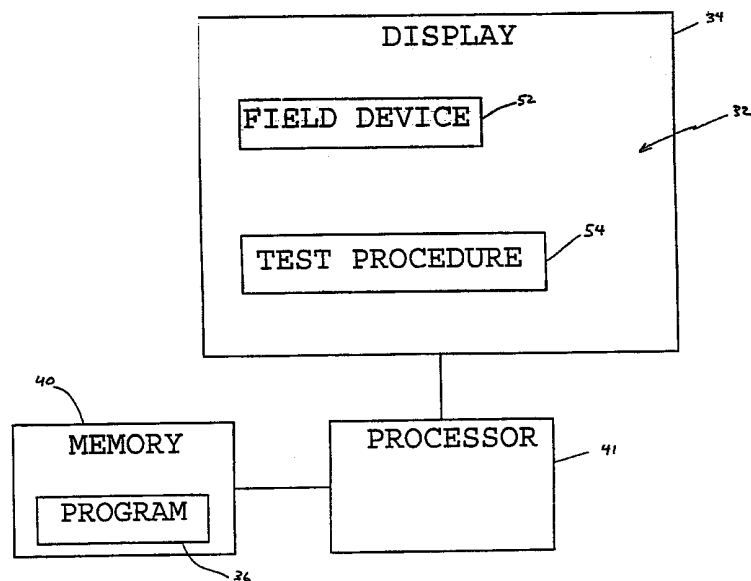 DISPLAY
34
FIELD DEVICE
52
32
TEST PROCEDURE
54
40
MEMORY
PROCESSOR
41
PROGRAM
36